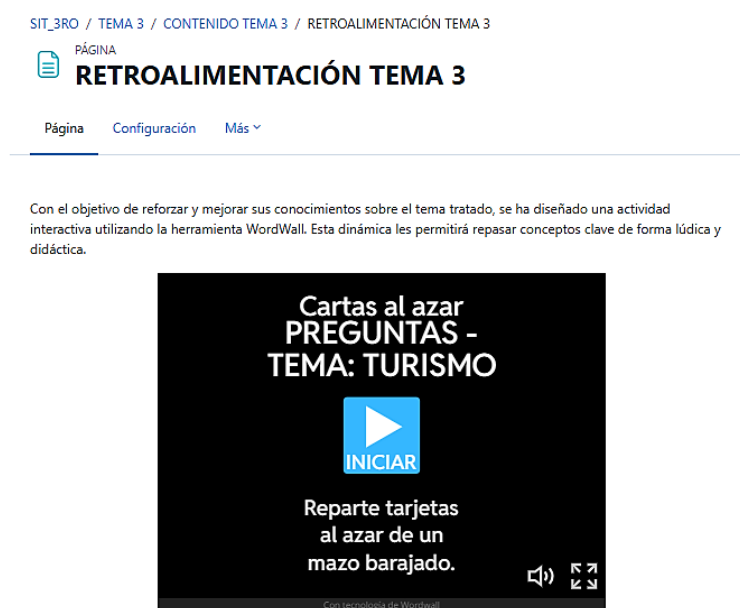 SIT_3RO / TEMA 3 / CONTENIDO TEMA 3 / RETROALIMENTACIÓN TEMA 3
PÁGINA
RETROALIMENTACIÓN TEMA 3
Página Configuración Más
Con el objetivo de reforzar y mejorar sus conocimientos sobre el tema tratado, se ha diseñado una actividad
interactiva utilizando la herramienta WordWall. Esta dinámica les permitirá repasar conceptos clave de forma lúdica y
didáctica.
Cartas al azar
PREGUNTAS -
TEMA: TURISMO
INICIAR
Reparte tarjetas
al azar de un
mazo barajado.
Con tecnología de Wordwall